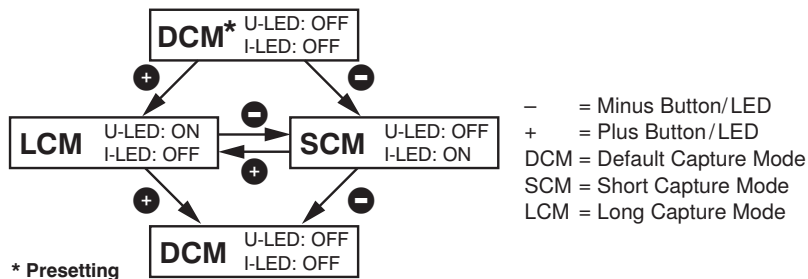 DCM* U-LED: OFF
I-LED: OFF
+ −
LCM U-LED: ON
I-LED: OFF
−
+
SCM U-LED: OFF
I-LED: ON
+ −
DCM U-LED: OFF
I-LED: OFF
* Presetting
– = Minus Button/LED
+ = Plus Button/LED
DCM = Default Capture Mode
SCM = Short Capture Mode
LCM = Long Capture Mode